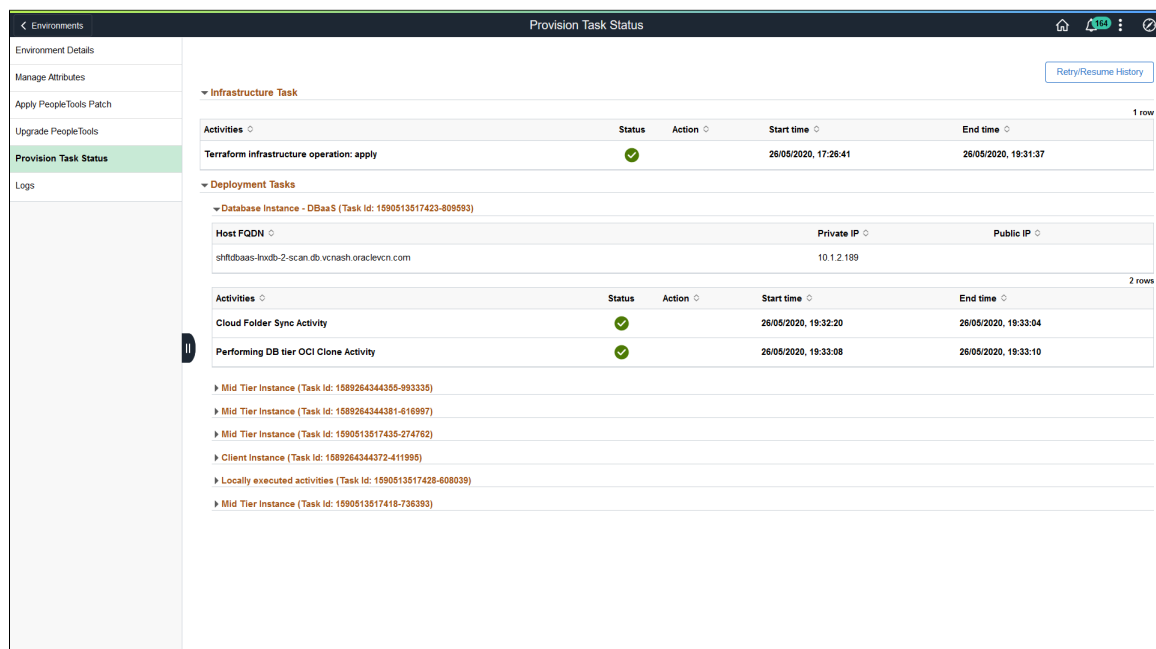 Environments
Provision Task Status
164
Environment Details
Manage Attributes
Apply PeopleTools Patch
Upgrade PeopleTools
Provision Task Status
Logs
Retry/Resume History
Infrastructure Task
1 row
Activities Status Action Start time End time
Terraform infrastructure operation: apply 26/05/2020, 17:26:41 26/05/2020, 19:31:37
Deployment Tasks
Database Instance - DBaaS (Task Id: 1590513517423-809593)
Host FQDN Private IP Public IP
shftdbaas-lnxdb-2-scan.db.vcnash.oraclevcn.com 10.1.2.189
2 rows
Activities Status Action Start time End time
Cloud Folder Sync Activity 26/05/2020, 19:32:20 26/05/2020, 19:33:04
Performing DB tier OCI Clone Activity 26/05/2020, 19:33:08 26/05/2020, 19:33:10
Mid Tier Instance (Task Id: 1589264344355-993335)
Mid Tier Instance (Task Id: 1589264344381-616997)
Mid Tier Instance (Task Id: 1590513517435-274762)
Client Instance (Task Id: 1589264344372-411995)
Locally executed activities (Task Id: 1590513517428-608039)
Mid Tier Instance (Task Id: 1590513517418-736393)